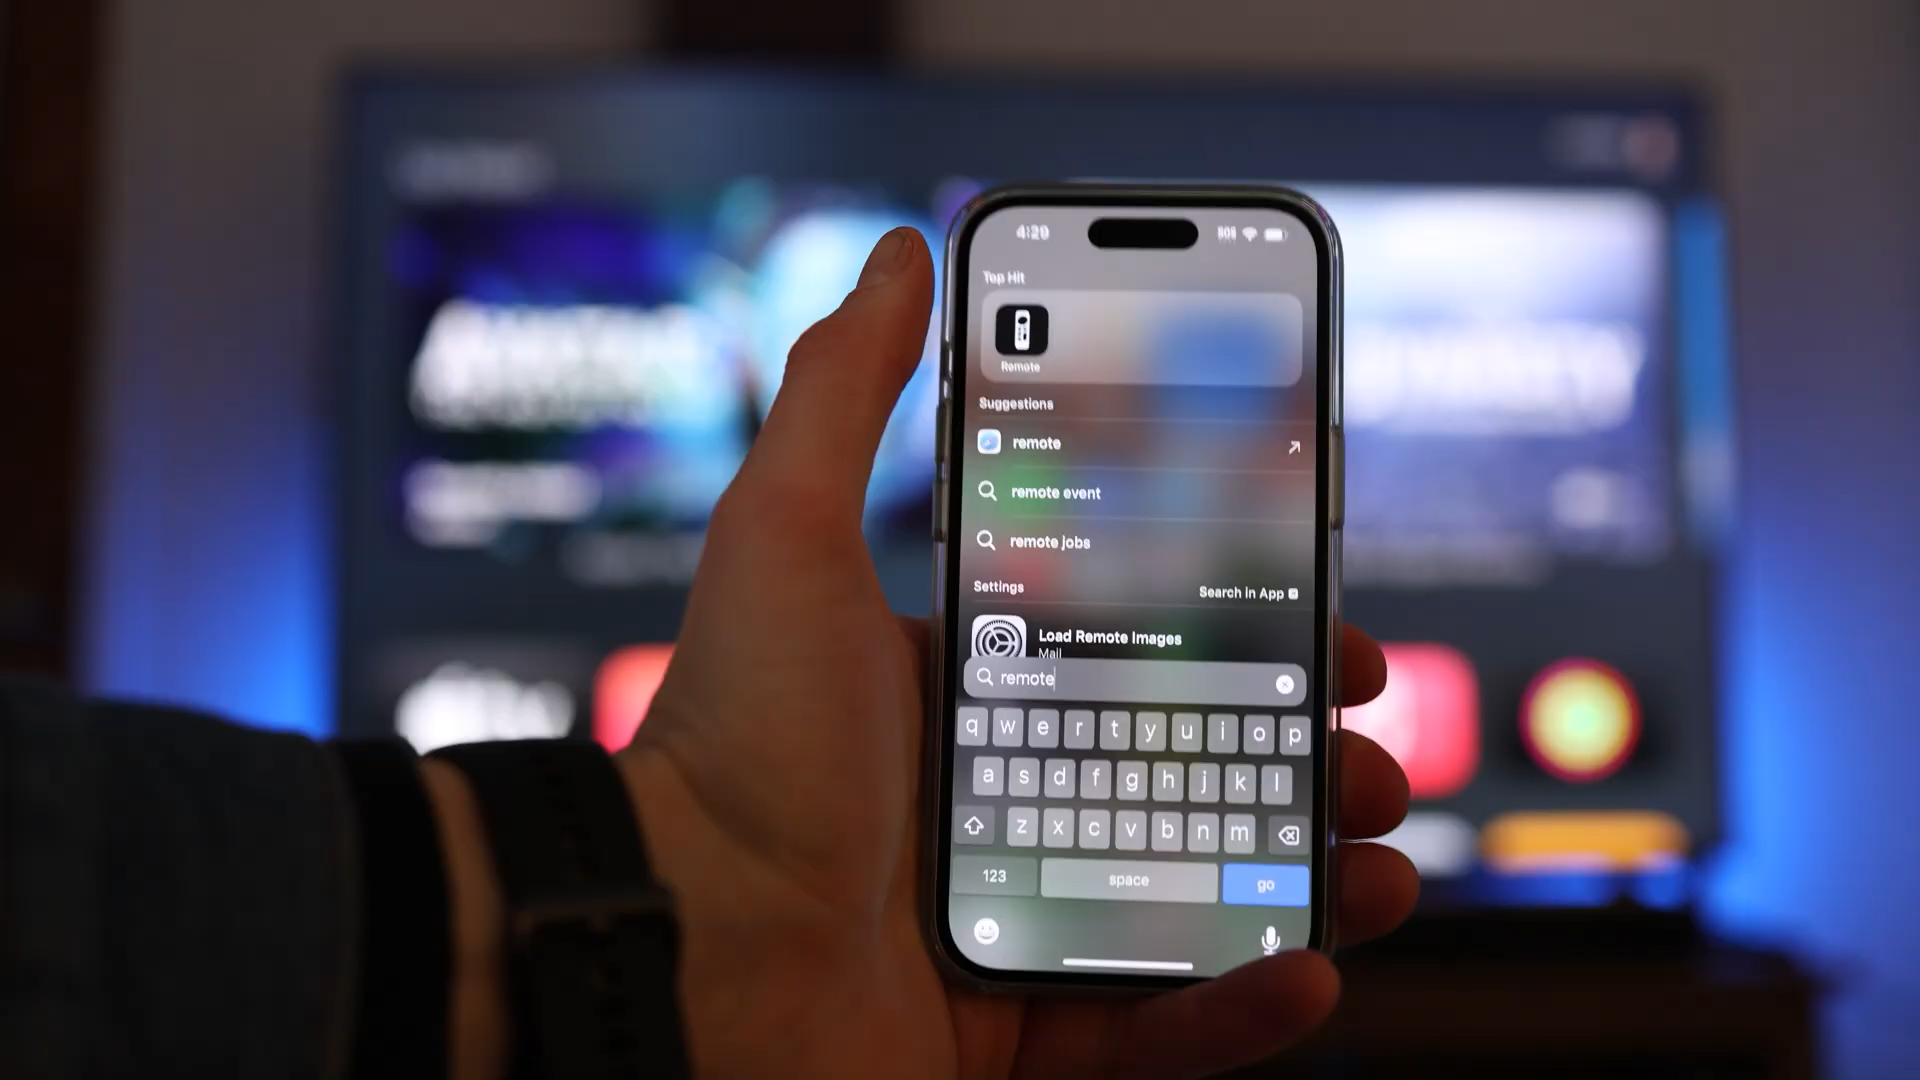 4:29
SOS
Top Hit
Remote
Suggestions
remote
remote event
remote jobs
Settings
Search in App
Load Remote Images
Mail
remote
q w e r t y u i o p
a s d f g h j k l
z x c v b n m
123
space
go